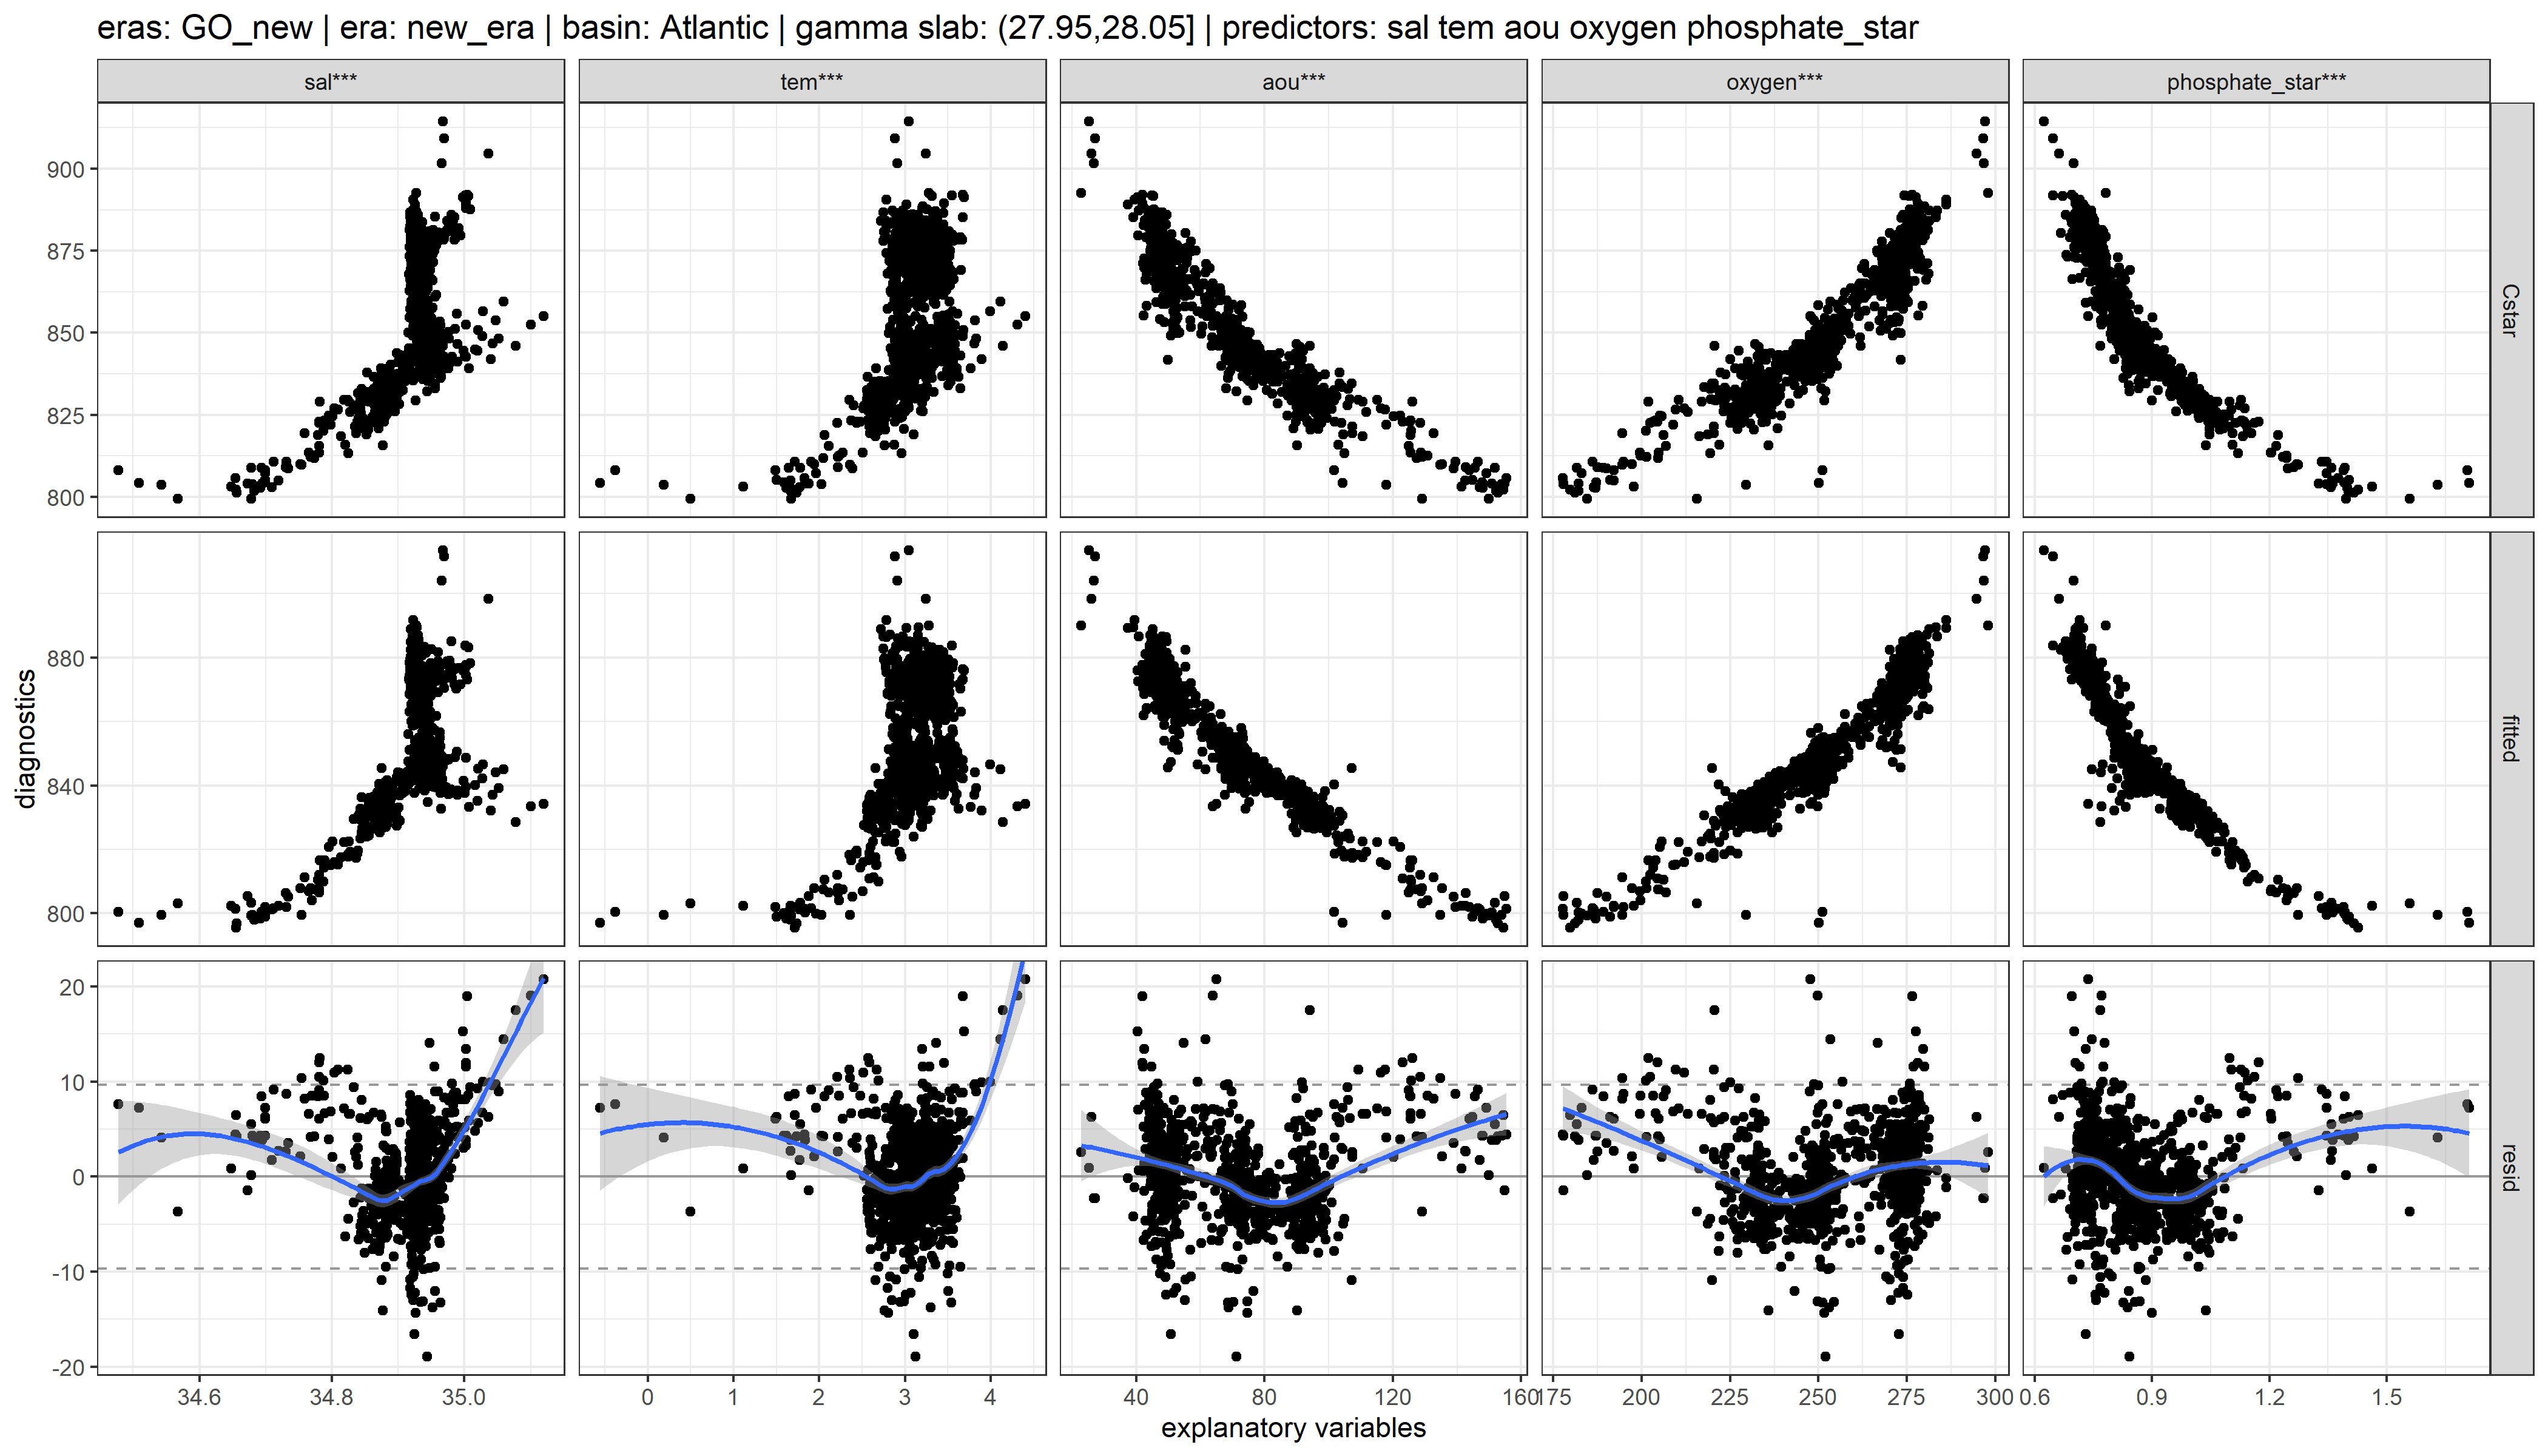 eras: GO_new | era: new_era | basin: Atlantic | gamma slab: (27.95,28.05] | predictors: sal tem aou oxygen phosphate_star
sal***
tem***
aou***
oxygen***
phosphate_star***
900
875
850
825
800
Cstar
880
840
800
fitted
diagnostics
20
10
0
-10
-20
resid
34.6 34.8 35.0
0 1 2 3 4
40 80 120 160
175 200 225 250 275 300
0.6 0.9 1.2 1.5
explanatory variables